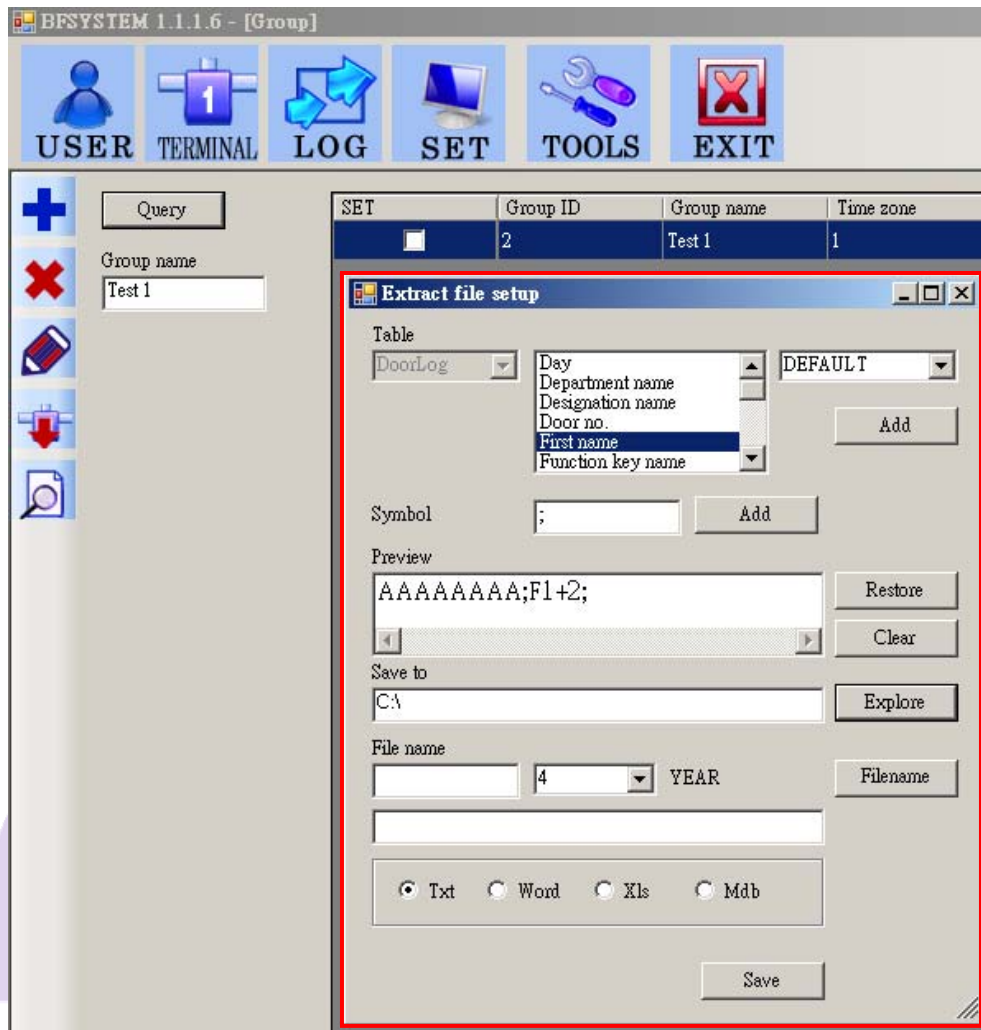 BFSYSTEM 1.1.1.6 - [Group]
1
USER TERMINAL LOG SET TOOLS EXIT
Query
SET Group ID Group name Time zone
2 Test 1 1
Group name
Test 1
Extract file setup
Table
DoorLog
Day
Department name
Designation name
Door no.
First name
Function key name
DEFAULT
Add
Symbol ; Add
Preview
AAAAAAAA;F1+2;
Restore
Clear
Save to
C:\
Explore
File name
4 YEAR Filename
Txt Word Xls Mdb
Save